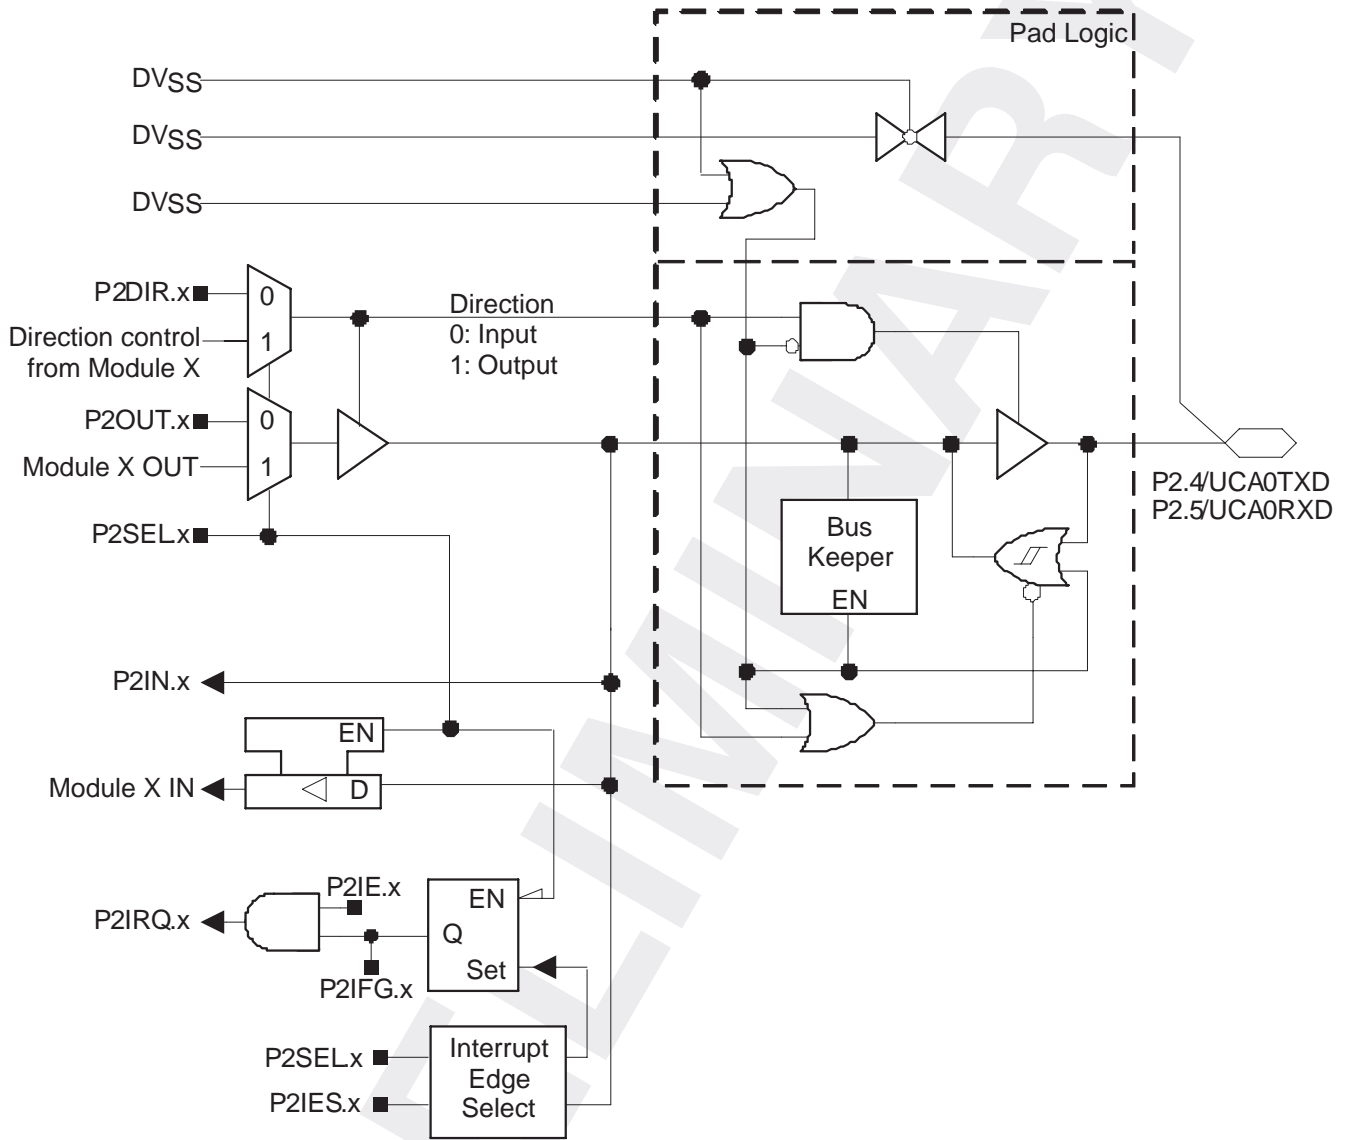 Pad Logic
DVSS
DVSS
DVSS
P2DIR.x
0
1
Direction control
from Module X
Direction
0: Input
1: Output
P2OUT.x
0
1
Module X OUT
P2SEL.x
P2.4/UCA0TXD
P2.5/UCA0RXD
Bus
Keeper
EN
P2IN.x
EN
D
Module X IN
P2IE.x
P2IRQ.x
EN
Q
Set
P2IFG.x
P2SEL.x
P2IES.x
Interrupt
Edge
Select